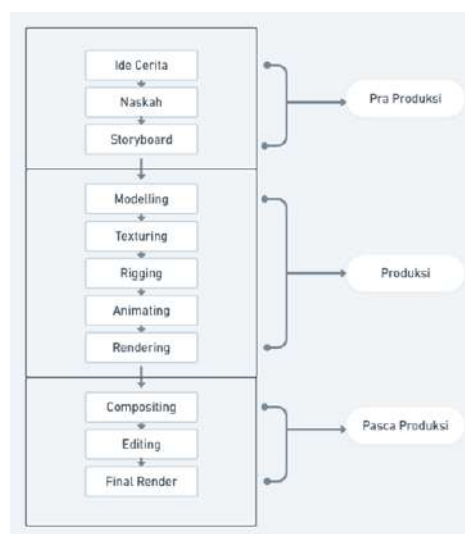 Ide Cerita
Naskah
Storyboard
Pra Produksi
Modelling
Texturing
Rigging
Animating
Rendering
Produksi
Compositing
Editing
Final Render
Pasca Produksi